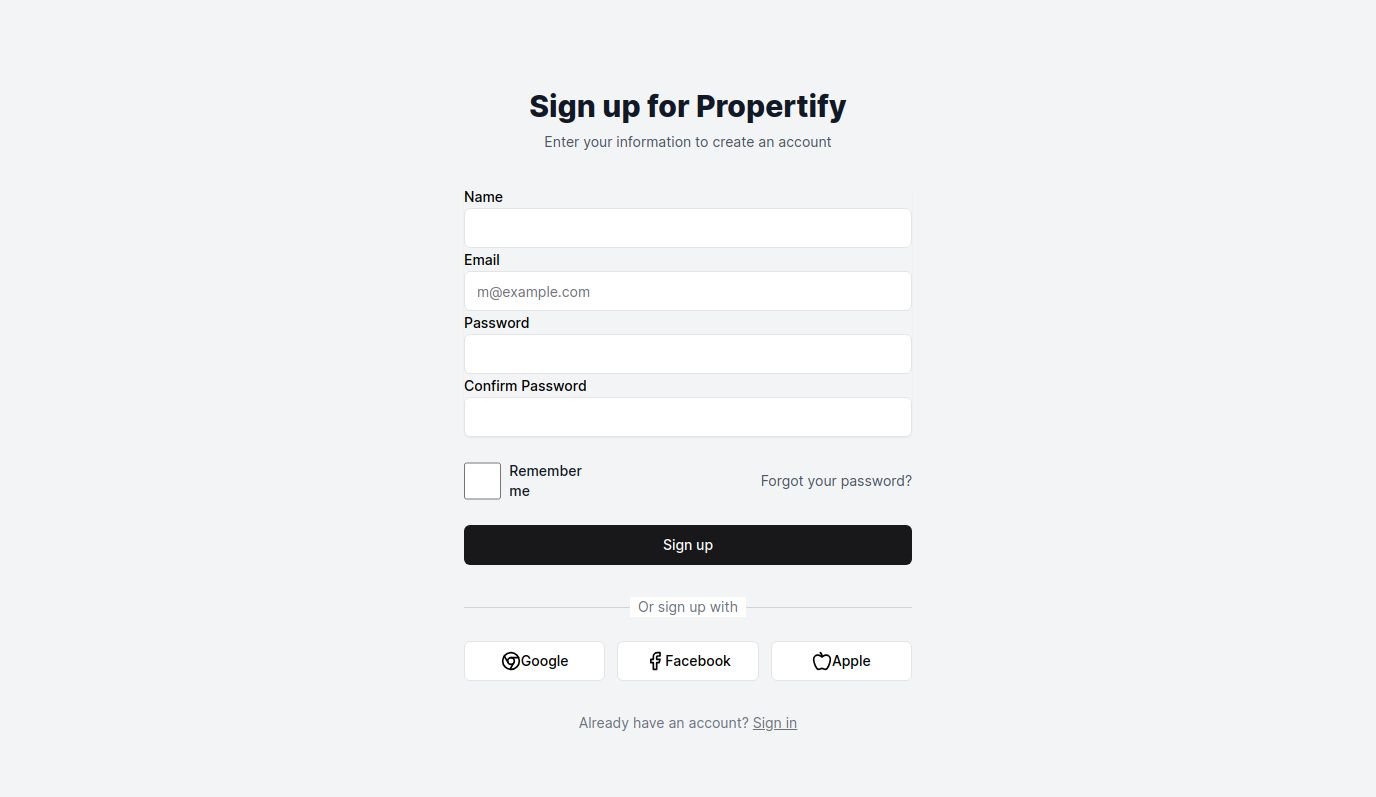 Sign up for Propertify
Enter your information to create an account
Name
Email
m@example.com
Password
Confirm Password
Remember
me
Forgot your password?
Sign up
Or sign up with
Google
Facebook
Apple
Already have an account? Sign in